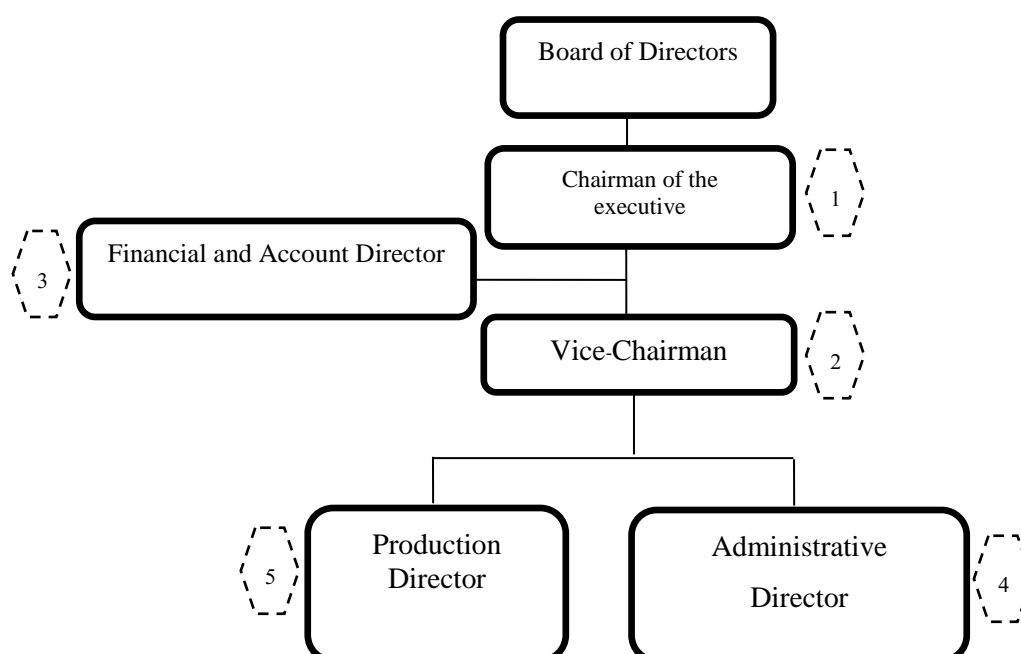 Board of Directors
Chairman of the
executive
1
Financial and Account Director
3
Vice-Chairman
2
Production
Director
5
Administrative
Director
4